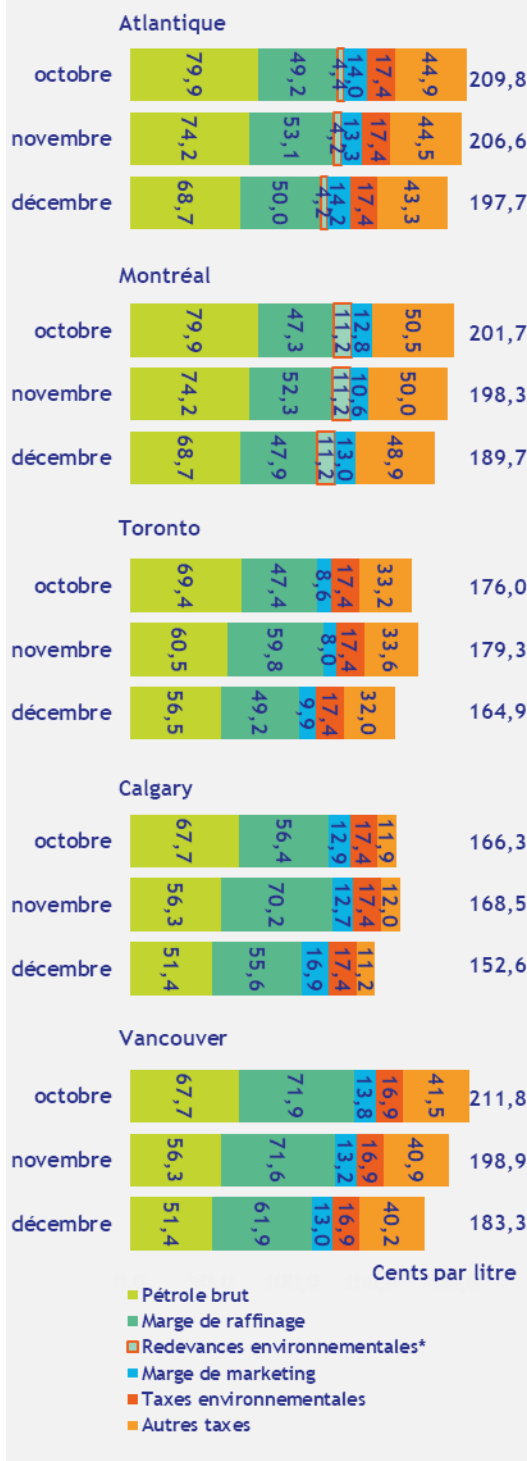 Atlantique
octobre 79,9 49,2 4,4 14,0 17,4 44,9 209,8
novembre 74,2 53,1 4,2 13,3 17,4 44,5 206,6
décembre 68,7 50,0 4,2 14,2 17,4 43,3 197,7
Montréal
octobre 79,9 47,3 11,2 12,8 50,5 201,7
novembre 74,2 52,3 11,2 10,6 50,0 198,3
décembre 68,7 47,9 11,2 13,0 48,9 189,7
Toronto
octobre 69,4 47,4 8,6 17,4 33,2 176,0
novembre 60,5 59,8 8,0 17,4 33,6 179,3
décembre 56,5 49,2 9,9 17,4 32,0 164,9
Calgary
octobre 67,7 56,4 12,9 17,4 11,9 166,3
novembre 56,3 70,2 12,7 17,4 12,0 168,5
décembre 51,4 55,6 16,9 17,4 11,2 152,6
Vancouver
octobre 67,7 71,9 13,8 16,9 41,5 211,8
novembre 56,3 71,6 13,2 16,9 40,9 198,9
décembre 51,4 61,9 13,0 16,9 40,2 183,3
Cents par litre
Pétrole brut
Marge de raffinage
Redevances environnementales*
Marge de marketing
Taxes environnementales
Autres taxes